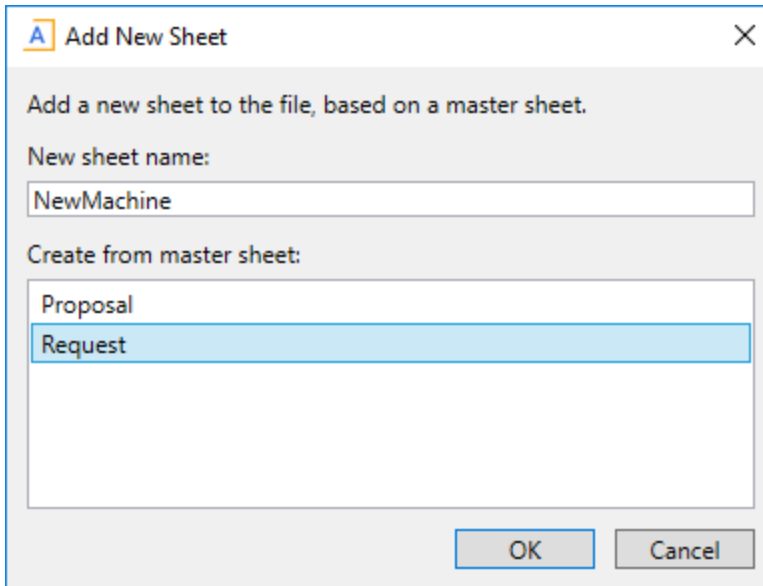 A Add New Sheet
Add a new sheet to the file, based on a master sheet.
New sheet name:
NewMachine
Create from master sheet:
Proposal
Request
OK Cancel